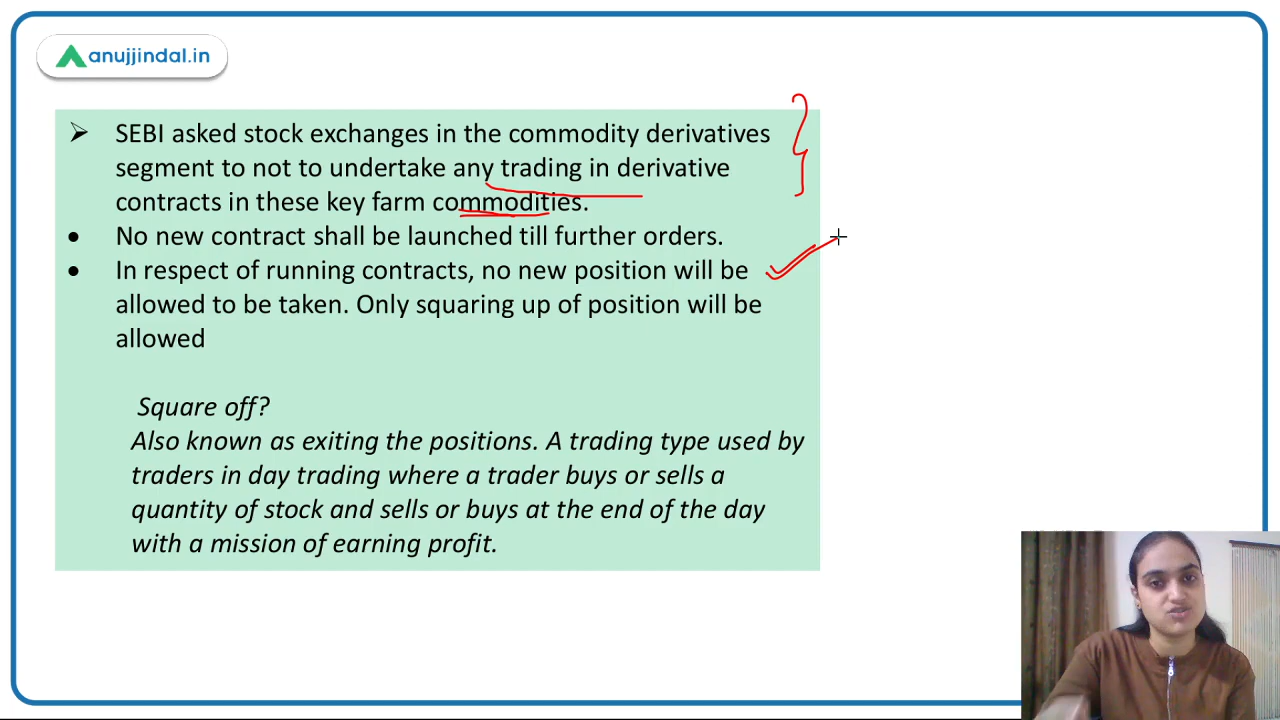 anujjindal.in
SEBI asked stock exchanges in the commodity derivatives
segment to not to undertake any trading in derivative
contracts in these key farm commodities.
No new contract shall be launched till further orders.
In respect of running contracts, no new position will be
allowed to be taken. Only squaring up of position will be
allowed
Square off?
Also known as exiting the positions. A trading type used by
traders in day trading where a trader buys or sells a
quantity of stock and sells or buys at the end of the day
with a mission of earning profit.